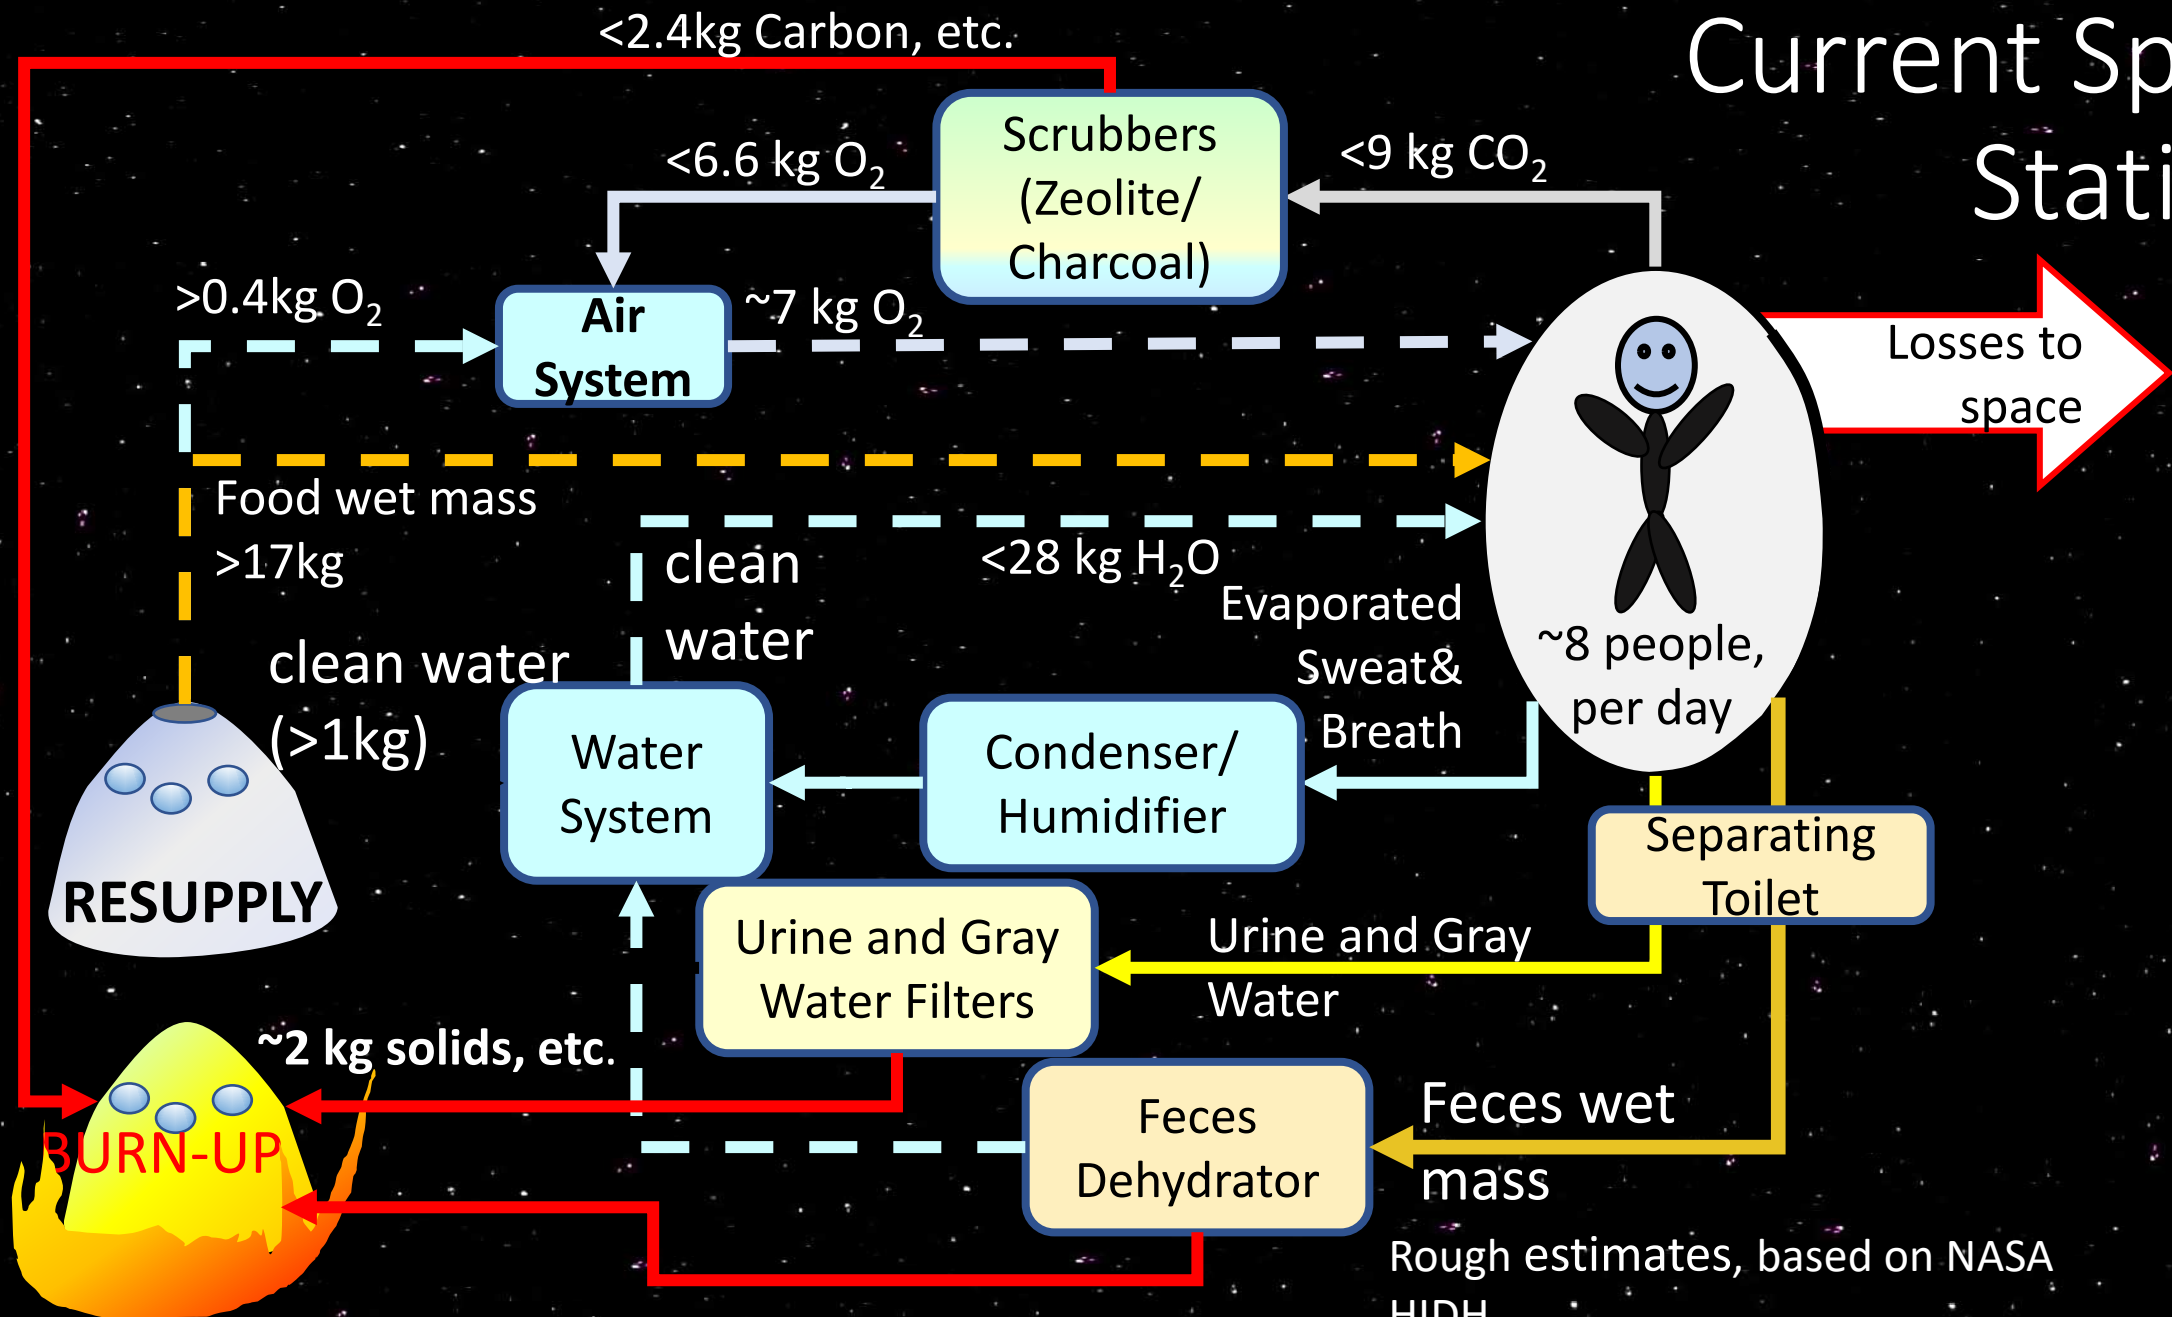 <2.4kg Carbon, etc.
Current Sp
Stati
Scrubbers
(Zeolite/
Charcoal)
<6.6 kg O₂
<9 kg CO₂
>0.4kg O₂
Air
System
~7 kg O₂
Losses to
space
Food wet mass
>17kg
clean
water
<28 kg H₂O
Evaporated
Sweat&
Breath
~8 people,
per day
clean water
(>1kg)
Water
System
Condenser/
Humidifier
Separating
Toilet
RESUPPLY
Urine and Gray
Water Filters
Urine and Gray
Water
~2 kg solids, etc.
BURN-UP
Feces
Dehydrator
Feces wet
mass
Rough estimates, based on NASA
HIDH